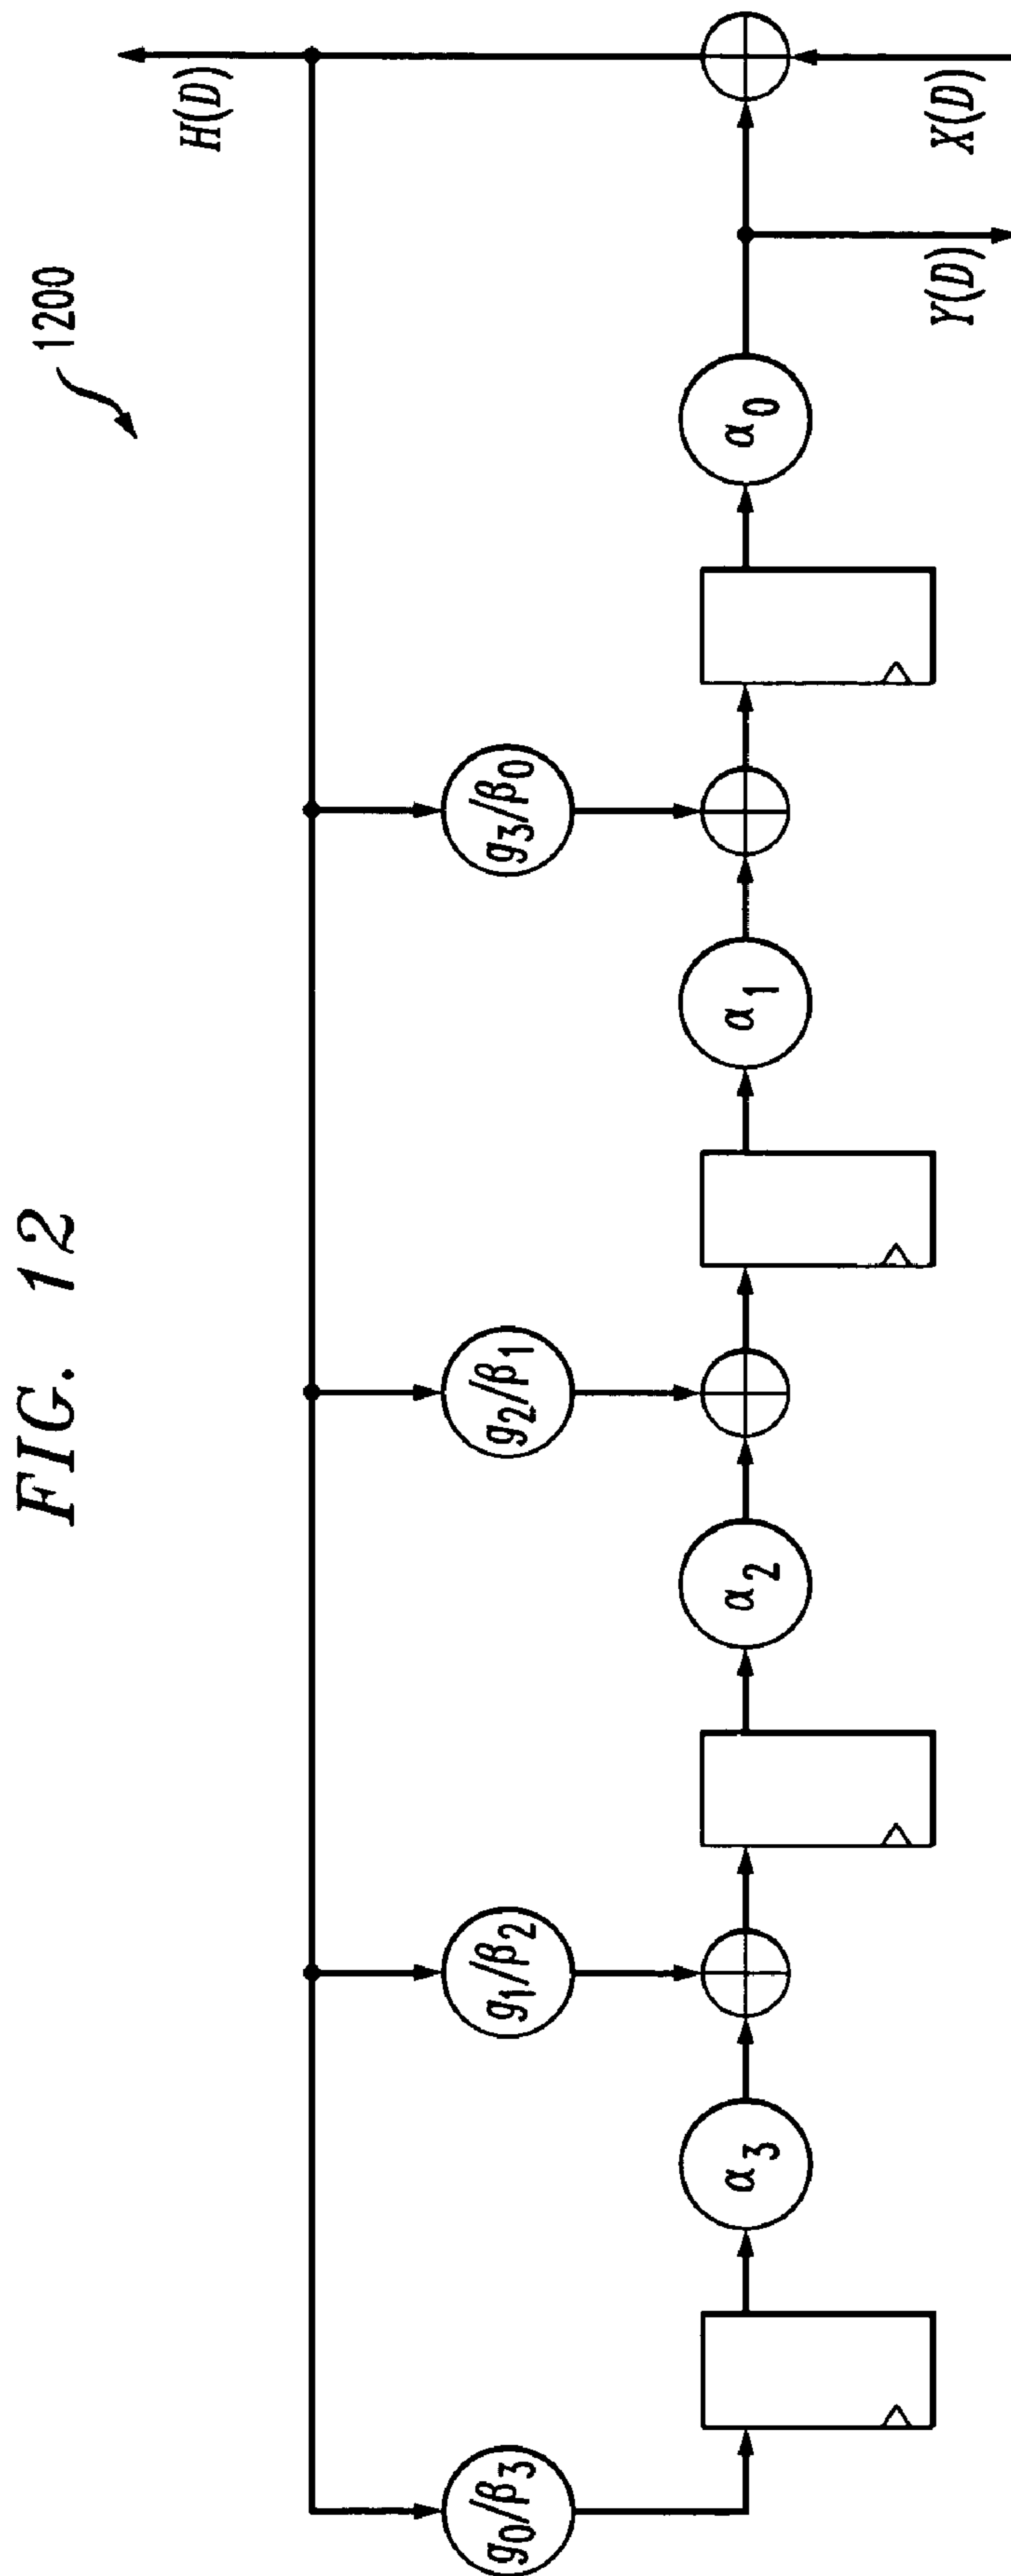 FIG. 12
1200
H(D)
g₀/β₃
g₁/β₂
g₂/β₁
g₃/β₀
α₃
α₂
α₁
α₀
Y(D)
X(D)